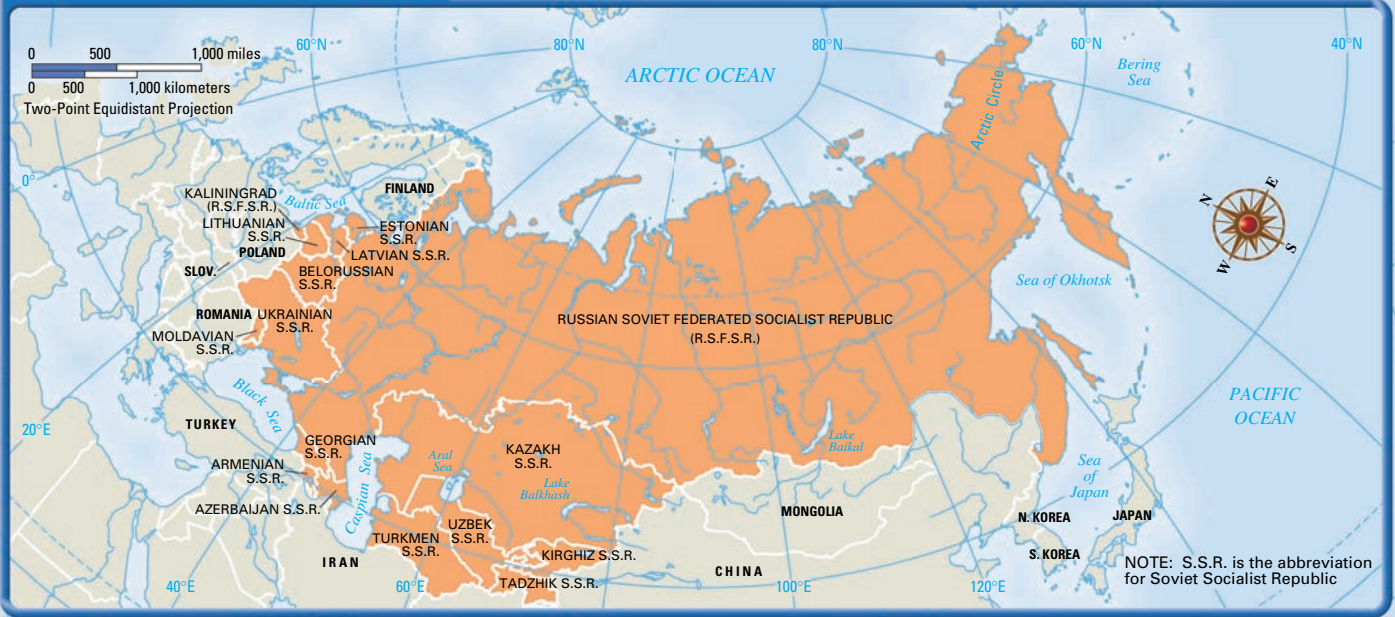 0 500 1,000 miles
0 500 1,000 kilometers
Two-Point Equidistant Projection
60°N
80°N
80°N
60°N
40°N
ARCTIC OCEAN
Bering
Sea
Arctic Circle
0°
KALININGRAD
(R.S.F.S.R.)
Baltic Sea
FINLAND
LITHUANIAN
S.S.R.
ESTONIAN
S.S.R.
POLAND
LATVIAN S.S.R.
SLOV.
BELORUSSIAN
S.S.R.
N
E
S
W
Sea of Okhotsk
ROMANIA
UKRAINIAN
S.S.R.
MOLDAVIAN
S.S.R.
RUSSIAN SOVIET FEDERATED SOCIALIST REPUBLIC
(R.S.F.S.R.)
Black Sea
PACIFIC
OCEAN
20°E
TURKEY
GEORGIAN
S.S.R.
ARMENIAN
S.S.R.
AZERBAIJAN S.S.R.
Caspian Sea
Aral
Sea
KAZAKH
S.S.R.
Lake
Balkhash
Lake
Baikal
Sea
of
Japan
MONGOLIA
N. KOREA
JAPAN
S. KOREA
TURKMEN
S.S.R.
UZBEK
S.S.R.
KIRGHIZ S.S.R.
TADZHIK S.S.R.
IRAN
CHINA
40°E
60°E
100°E
120°E
NOTE: S.S.R. is the abbreviation
for Soviet Socialist Republic